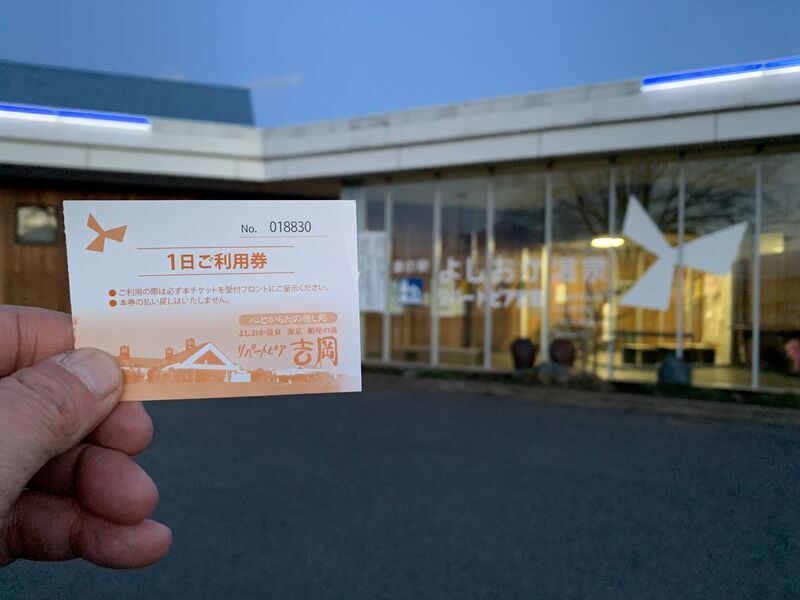 No. 018830
1日ご利用券
●ご利用の際は必ず本チケットを受付フロントにご呈示ください。
●本券の払い戻しはいたしません。
心とからだの癒し処
よしおか温泉 源泉 船尾の湯
リバートピア 吉岡
道の駅
よしおか温泉
リバートピア吉岡